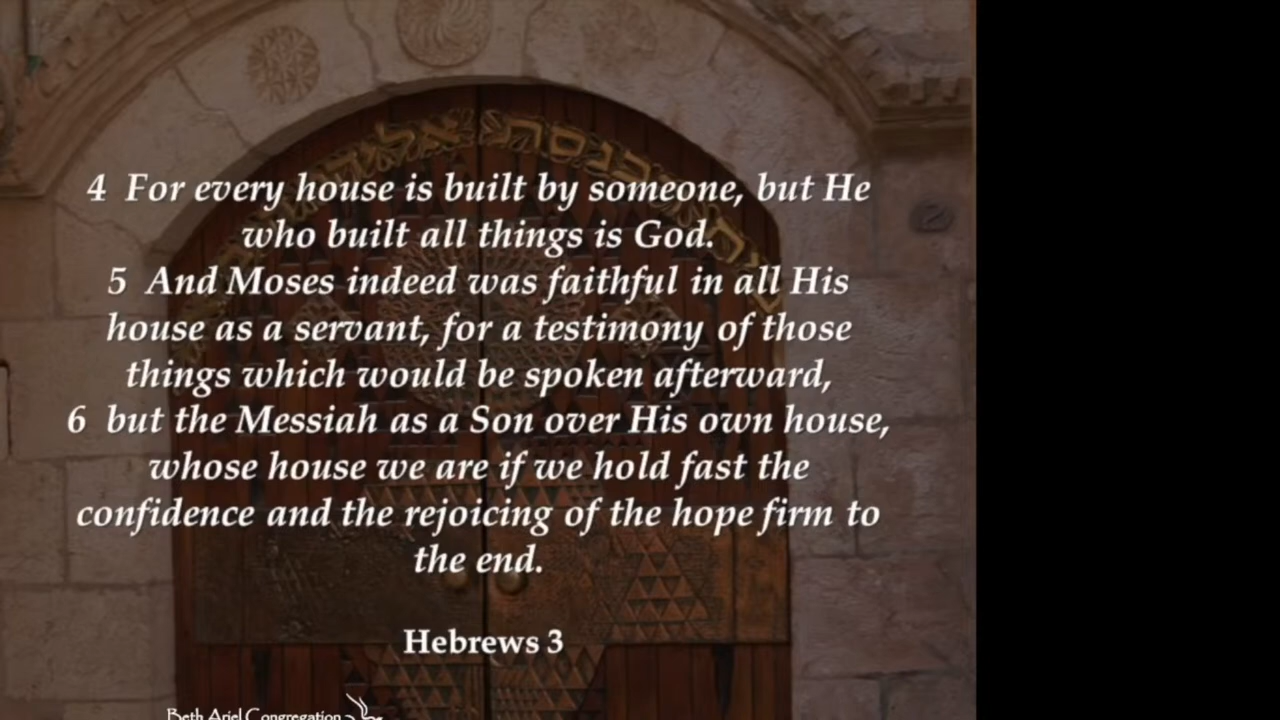 אליהו הנביא
4 For every house is built by someone, but He
who built all things is God.
5 And Moses indeed was faithful in all His
house as a servant, for a testimony of those
things which would be spoken afterward,
6 but the Messiah as a Son over His own house,
whose house we are if we hold fast the
confidence and the rejoicing of the hope firm to
the end.
Hebrews 3
Beth Ariel Congregation